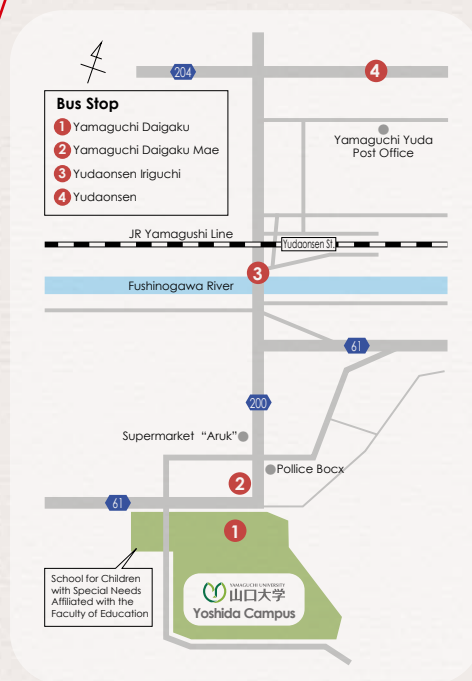 204
4
Bus Stop
1 Yamaguchi Daigaku
2 Yamaguchi Daigaku Mae
3 Yudaonsen Iriguchi
4 Yudaonsen
Yamaguchi Yuda
Post Office
JR Yamagushi Line
Yudaonsen St.
3
Fushinogawa River
61
200
Supermarket “Aruk”
Pollice Bocx
2
61
1
School for Children
with Special Needs
Affiliated with the
Faculty of Education
YAMAGUCHI UNIVERSITY
山口大学
Yoshida Campus